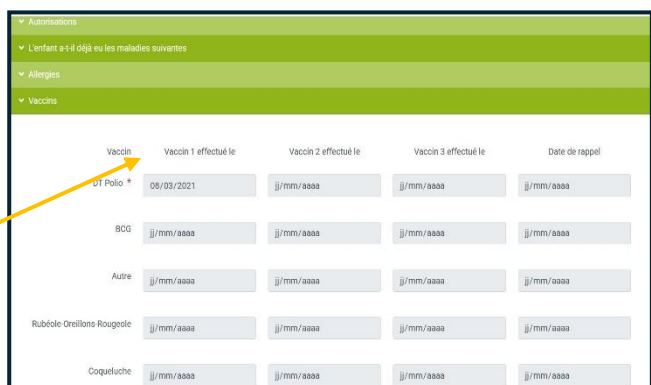 Autorisations
L'enfant a-t-il déjà eu les maladies suivantes
Allergies
Vaccins
Vaccin Vaccin 1 effectué le Vaccin 2 effectué le Vaccin 3 effectué le Date de rappel
DT Polio * 08/03/2021 jj/mm/aaaa jj/mm/aaaa jj/mm/aaaa
BCG jj/mm/aaaa jj/mm/aaaa jj/mm/aaaa jj/mm/aaaa
Autre jj/mm/aaaa jj/mm/aaaa jj/mm/aaaa jj/mm/aaaa
Rubéole-Oreillons-Rougeole jj/mm/aaaa jj/mm/aaaa jj/mm/aaaa jj/mm/aaaa
Coqueluche jj/mm/aaaa jj/mm/aaaa jj/mm/aaaa jj/mm/aaaa